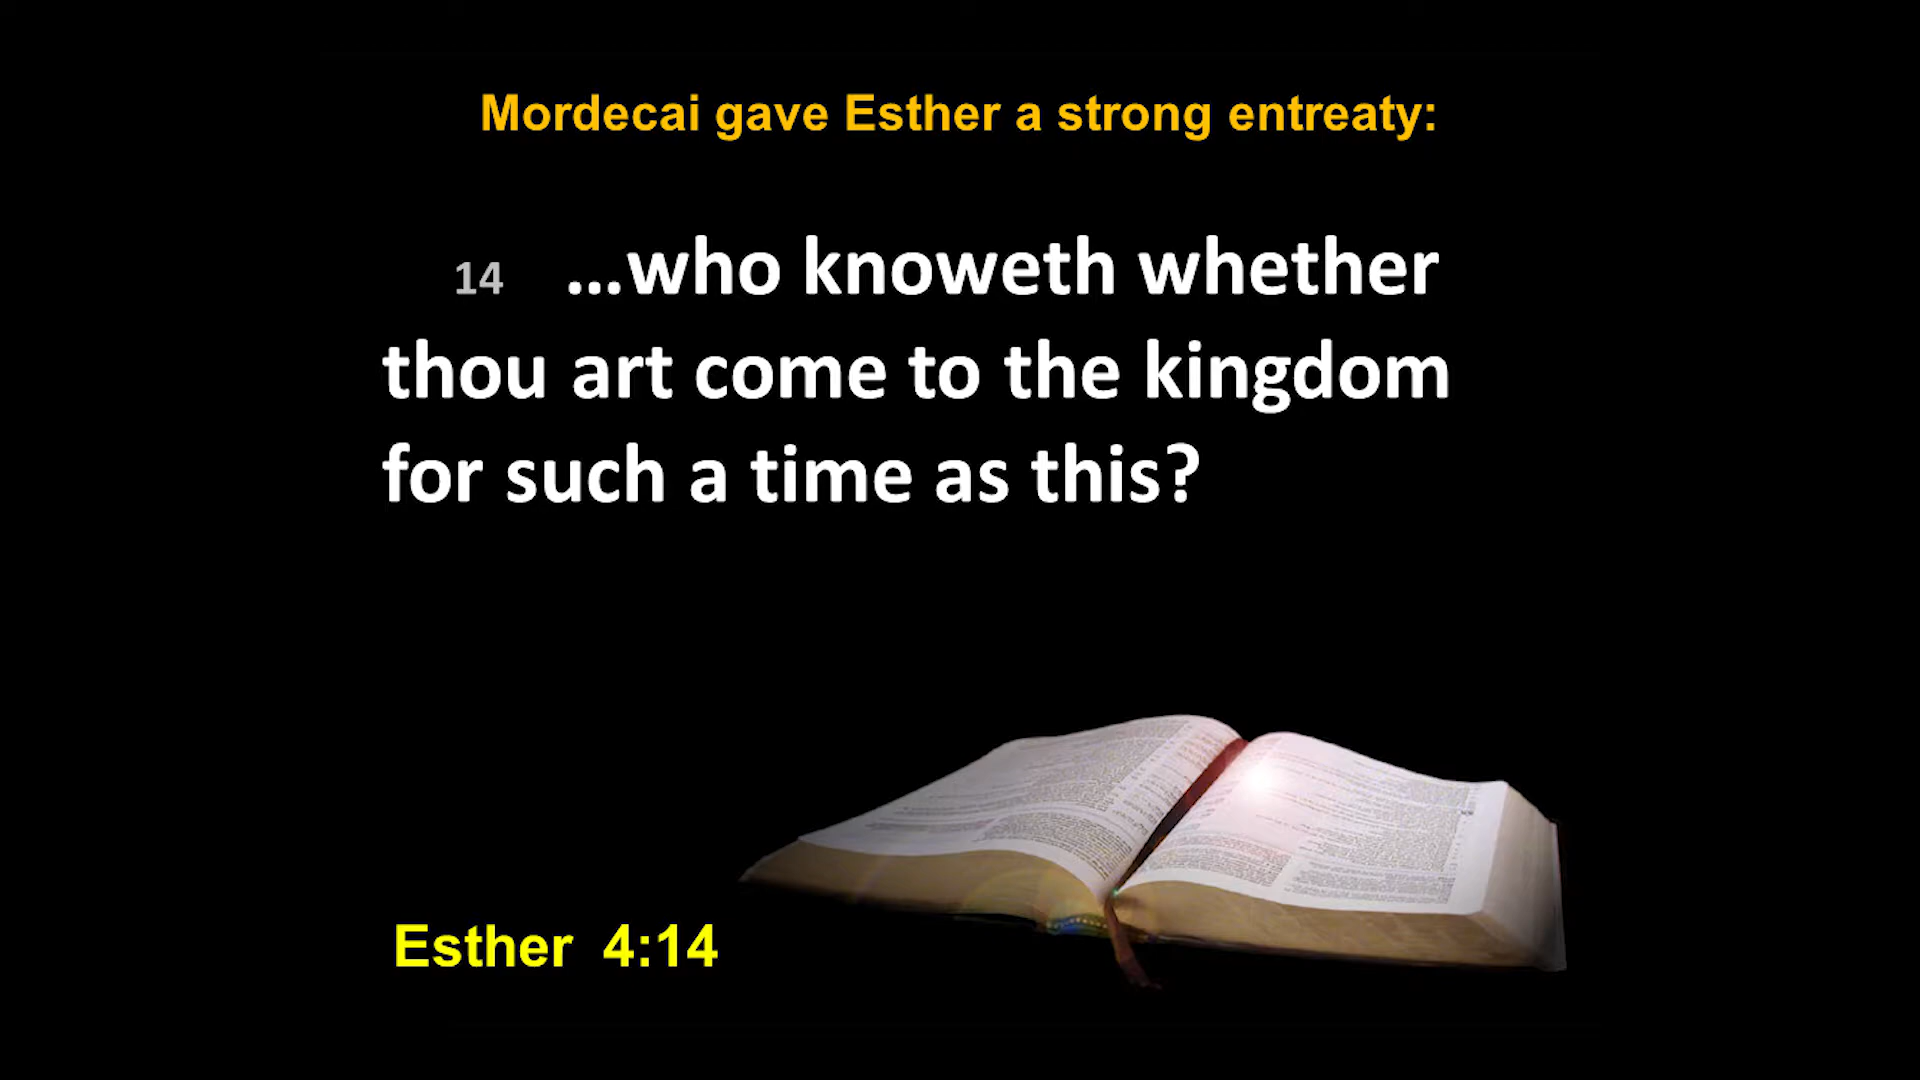 Mordecai gave Esther a strong entreaty:
14 ...who knoweth whether
thou art come to the kingdom
for such a time as this?
Esther 4:14